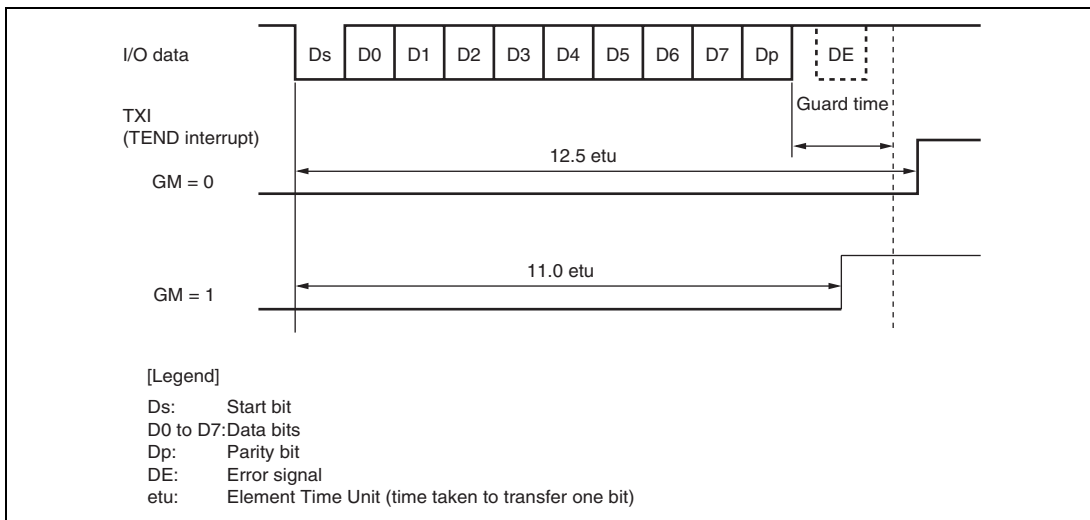 I/O data
Ds D0 D1 D2 D3 D4 D5 D6 D7 Dp DE
Guard time
TXI
(TEND interrupt)
12.5 etu
GM = 0
11.0 etu
GM = 1
[Legend]
Ds: Start bit
D0 to D7:Data bits
Dp: Parity bit
DE: Error signal
etu: Element Time Unit (time taken to transfer one bit)